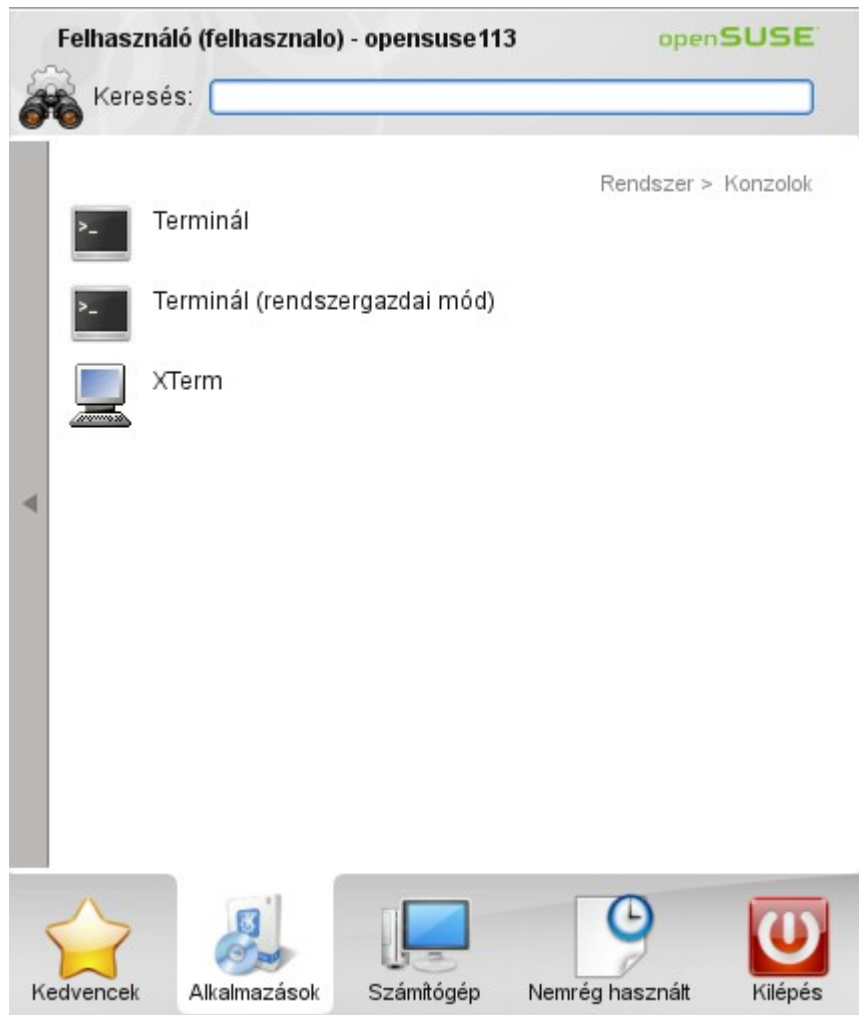 Felhasználó (felhasznalo) - opensuse113
openSUSE
Keresés:
Rendszer > Konzolok
Terminál
Terminál (rendszergazdai mód)
XTerm
Kedvencek
Alkalmazások
Számítógép
Nemrég használt
Kilépés